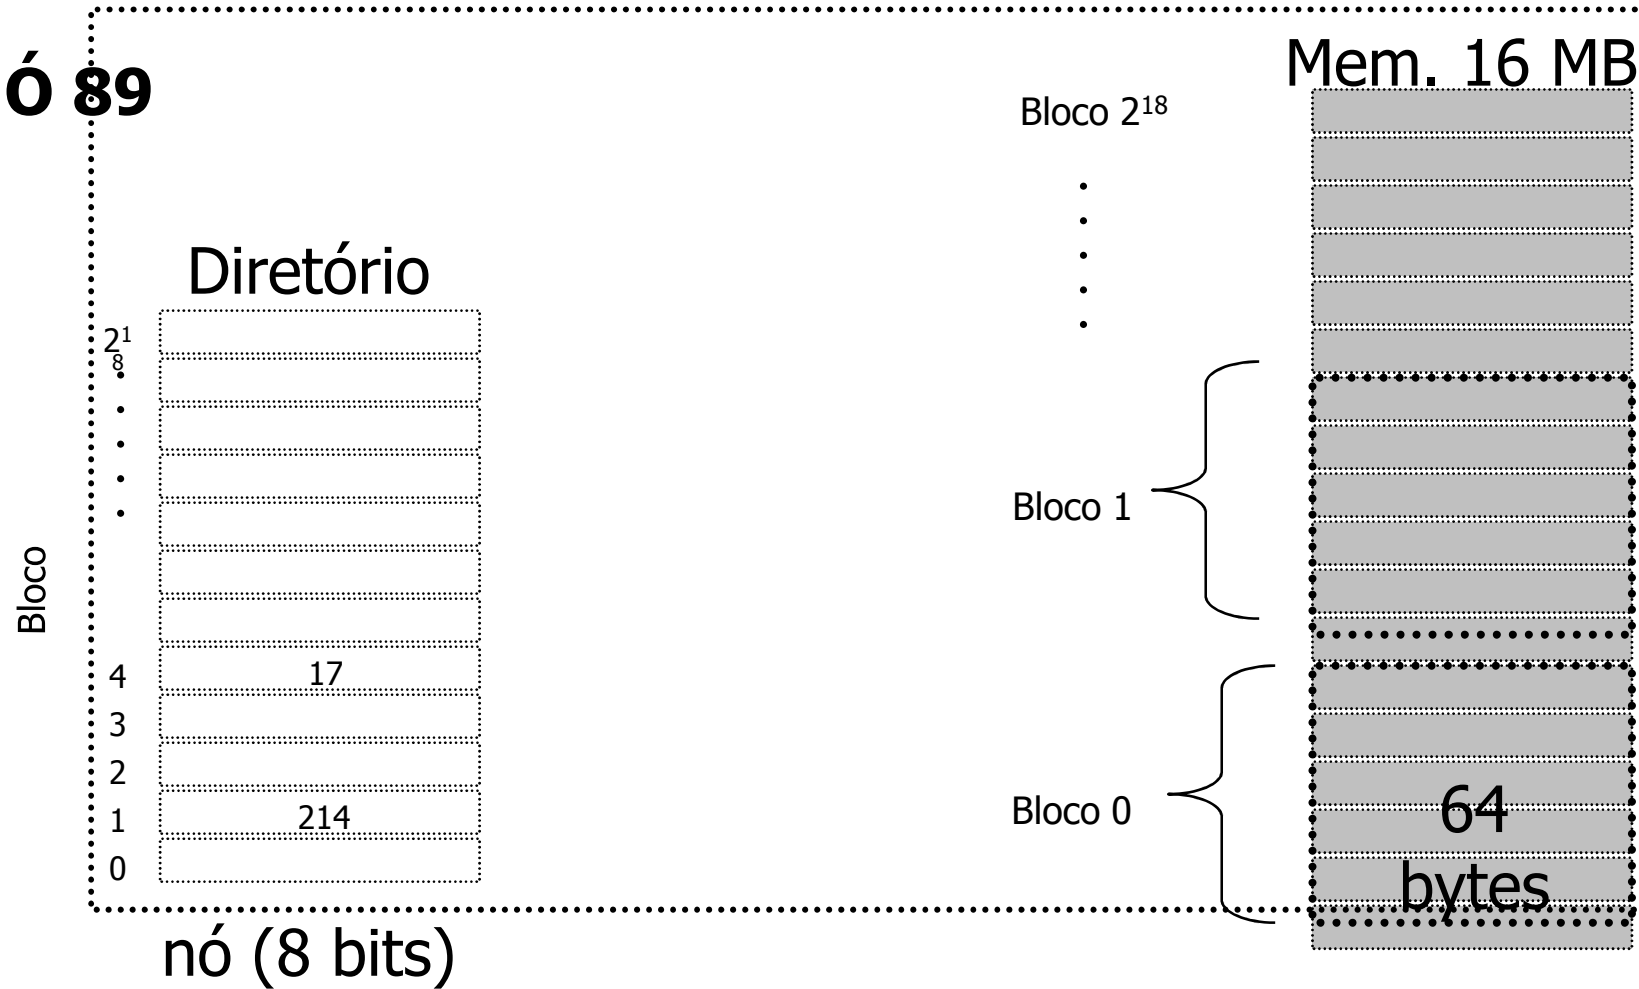 Ó 89
Mem. 16 MB
Bloco 2¹⁸
Diretório
2¹
8
Bloco
4 17
3
2
1 214
0
nó (8 bits)
Bloco 1
Bloco 0
64
bytes